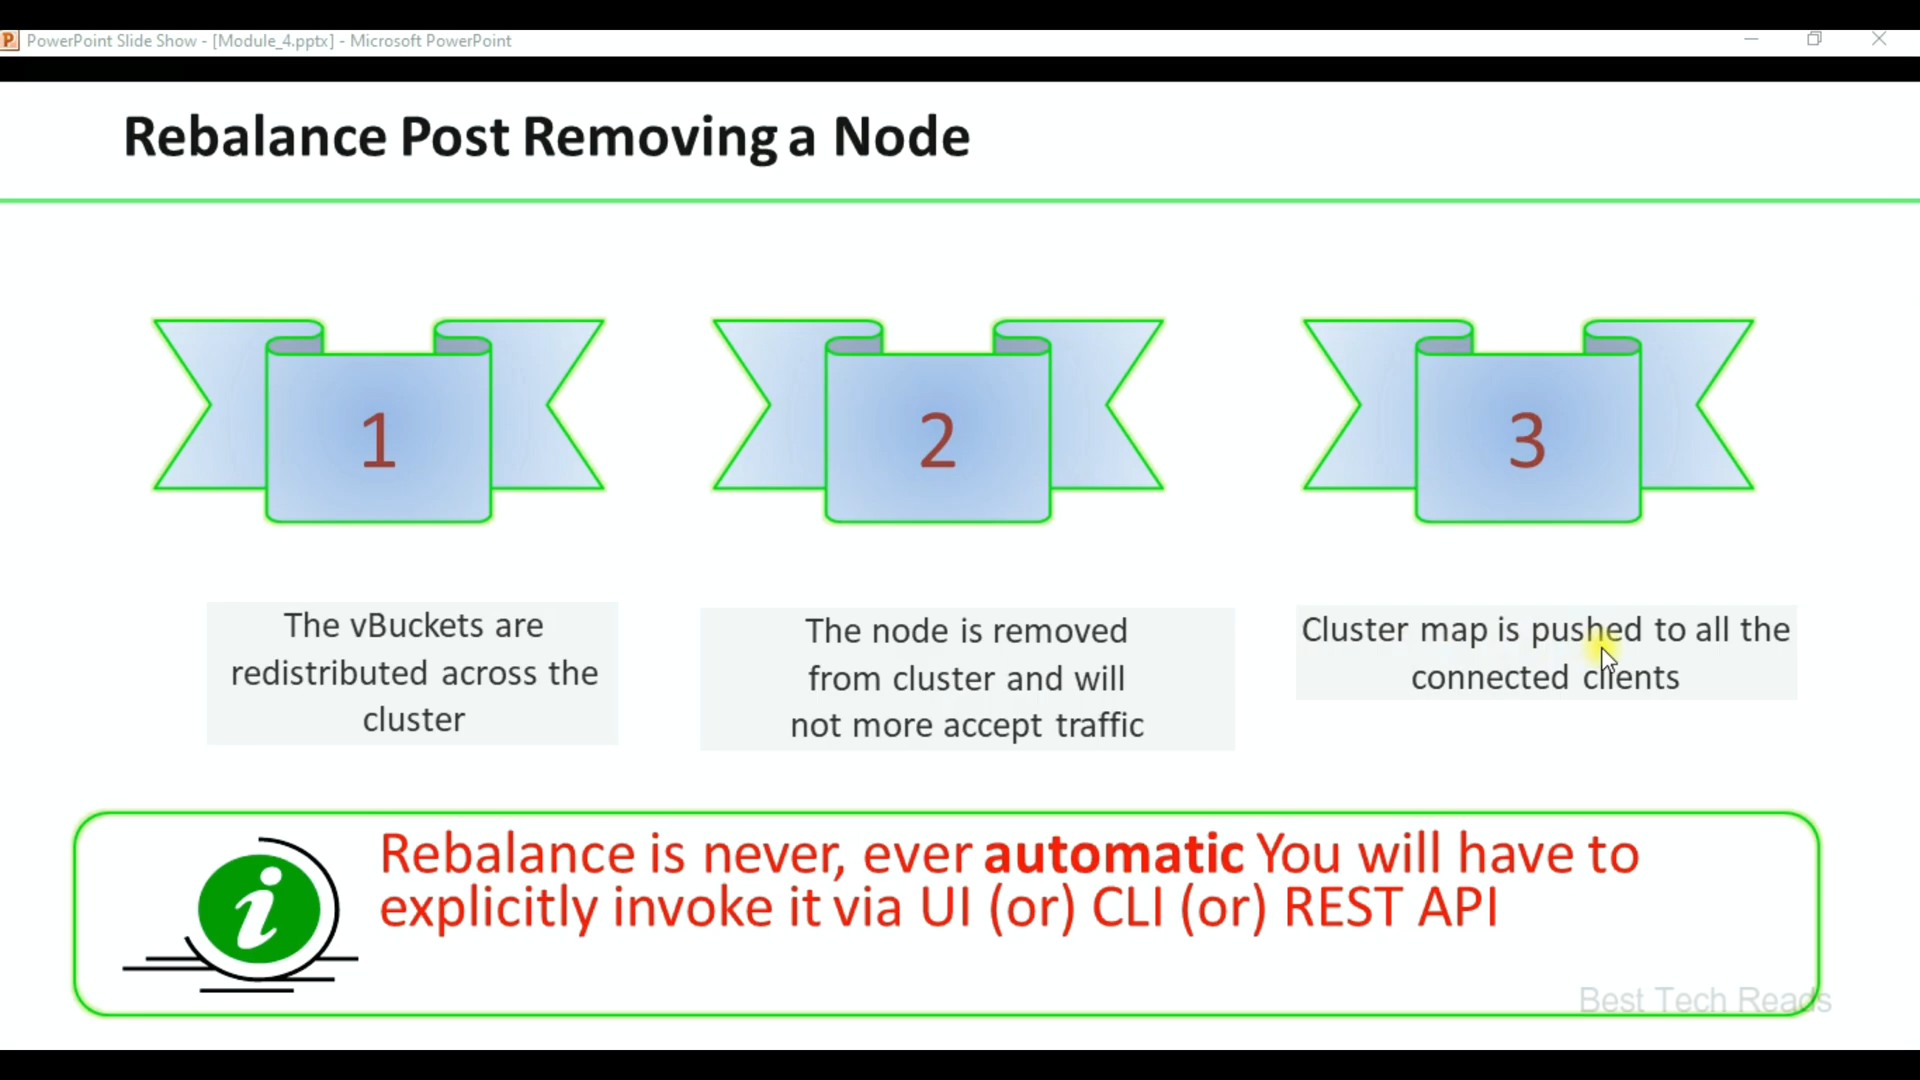 PowerPoint Slide Show - [Module_4.pptx] - Microsoft PowerPoint
Rebalance Post Removing a Node
1
2
3
The vBuckets are
redistributed across the
cluster
The node is removed
from cluster and will
not more accept traffic
Cluster map is pushed to all the
connected clients
Rebalance is never, ever automatic You will have to
explicitly invoke it via UI (or) CLI (or) REST API
Best Tech Reads